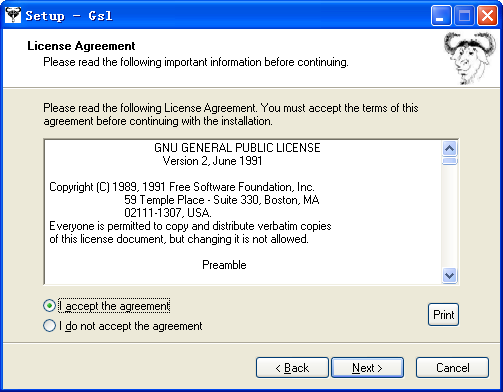 Setup - Gsl
License Agreement
Please read the following important information before continuing.
Please read the following License Agreement. You must accept the terms of this
agreement before continuing with the installation.
GNU GENERAL PUBLIC LICENSE
Version 2, June 1991
Copyright (C) 1989, 1991 Free Software Foundation, Inc.
59 Temple Place - Suite 330, Boston, MA
02111-1307, USA.
Everyone is permitted to copy and distribute verbatim copies
of this license document, but changing it is not allowed.
Preamble
I accept the agreement
I do not accept the agreement
Print
< Back
Next >
Cancel